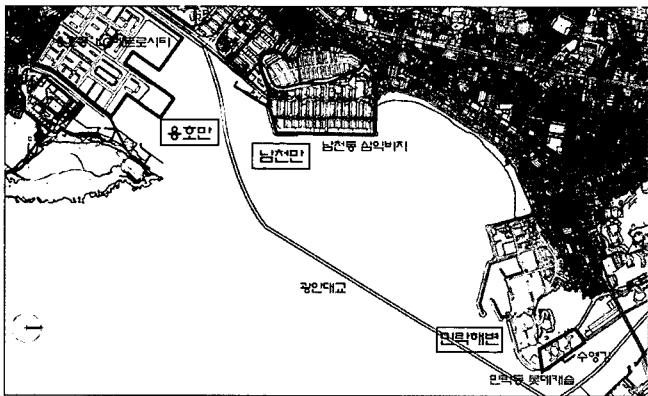 용호만
남천만
남천동 삼익비치
광안대교
민락해변
수영강
민락동 롯데캐슬